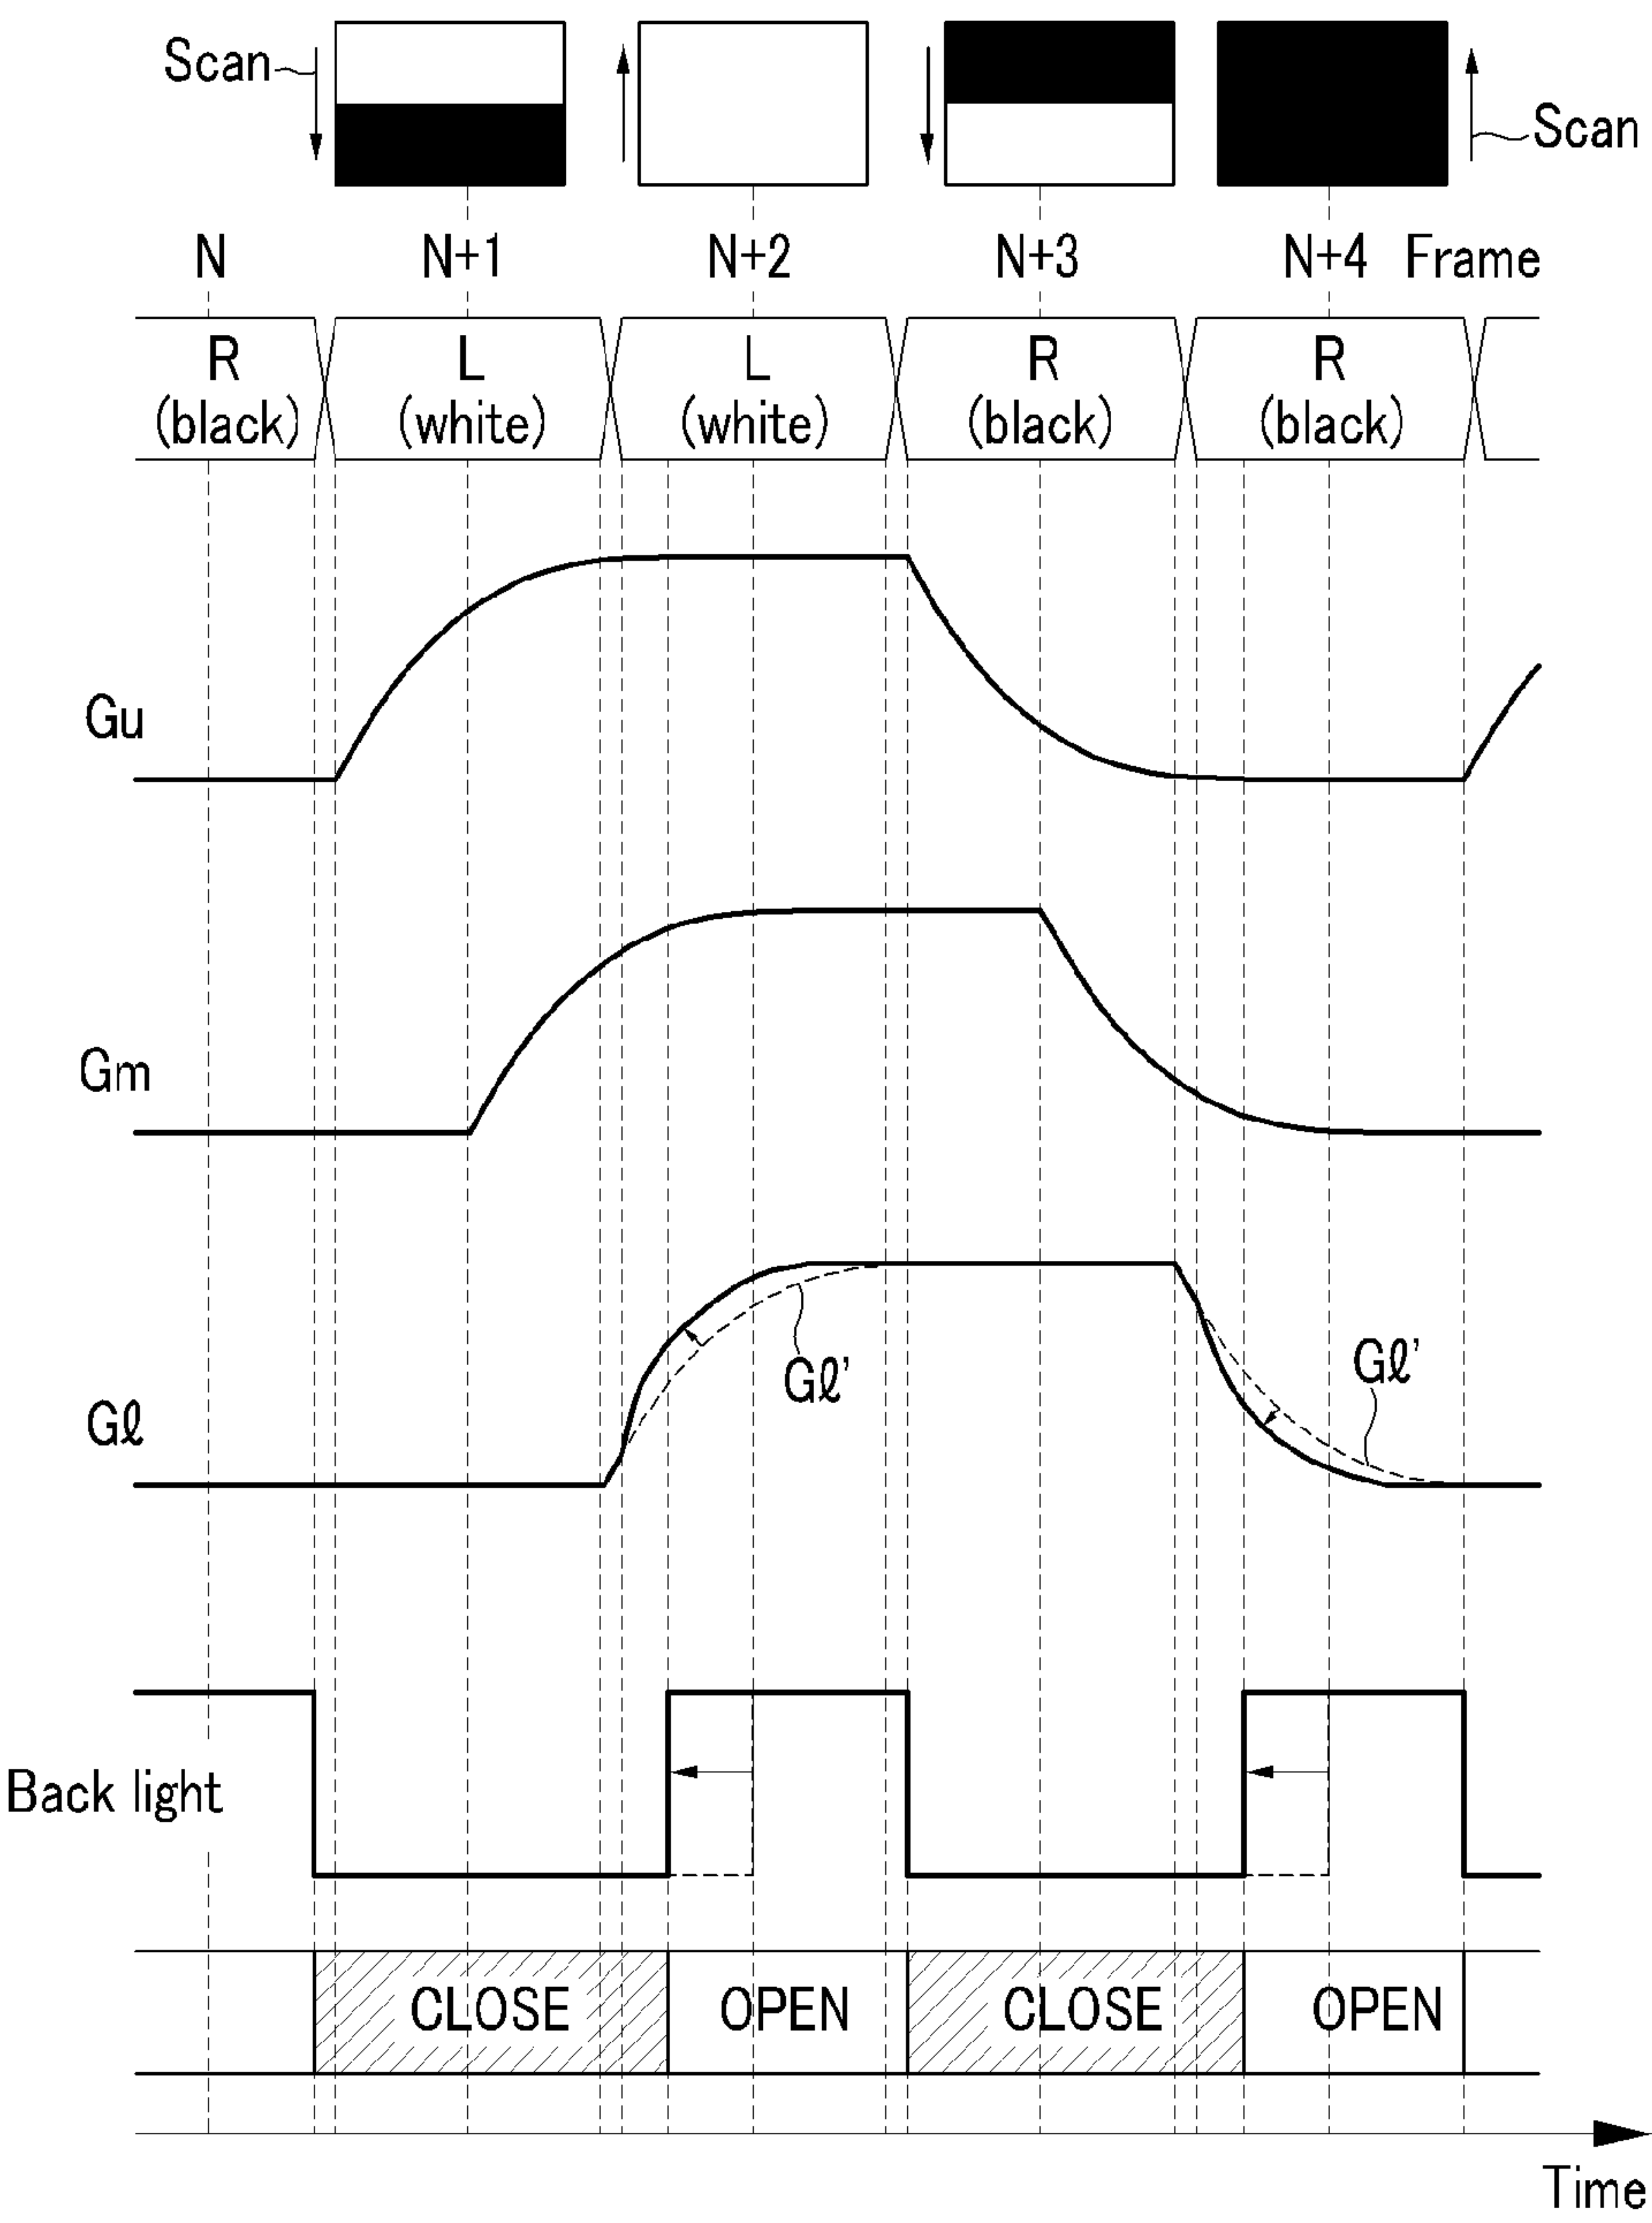 Scan
Scan
N N+1 N+2 N+3 N+4 Frame
R L L R R
(black) (white) (white) (black) (black)
Gu
Gm
Gℓ'
Gℓ'
Gℓ
Back light
CLOSE OPEN CLOSE OPEN
Time